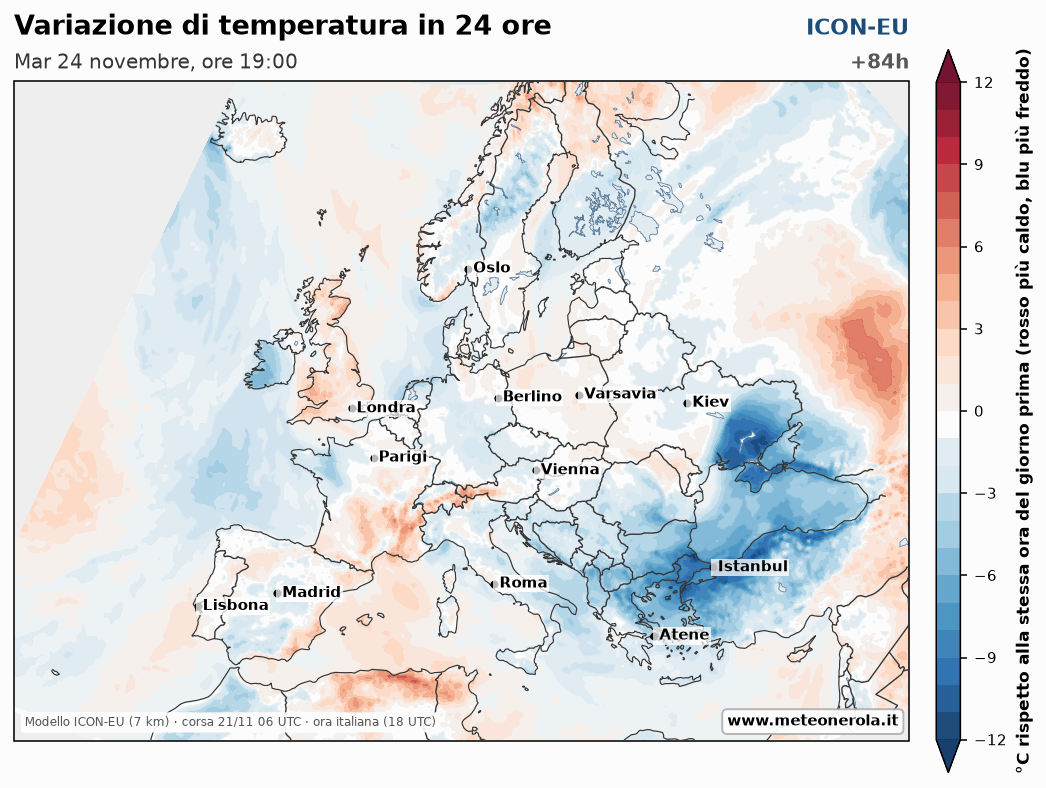 Variazione di temperatura in 24 ore
ICON-EU
Mar 24 novembre, ore 19:00
+84h
12
9
6
3
0
−3
−6
−9
−12
°C rispetto alla stessa ora del giorno prima (rosso più caldo, blu più freddo)
Oslo
Londra
Berlino
Varsavia
Kiev
Parigi
Vienna
Istanbul
Roma
Madrid
Lisbona
Atene
Modello ICON-EU (7 km) · corsa 21/11 06 UTC · ora italiana (18 UTC)
www.meteonerola.it